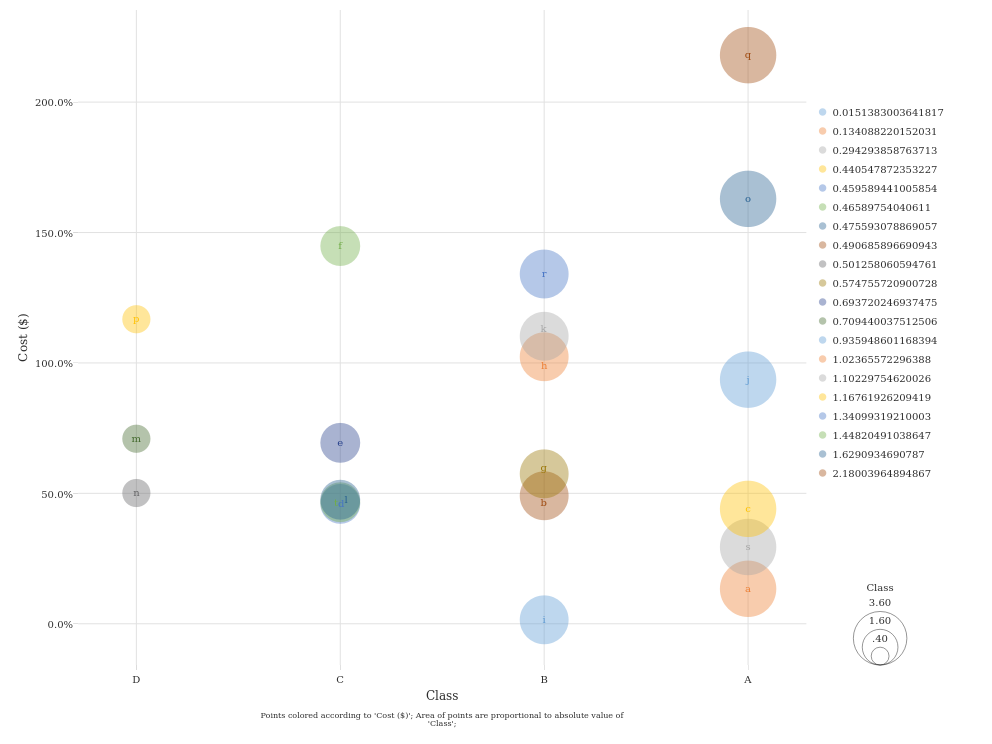 q
200.0%
0.0151383003641817
0.134088220152031
0.294293858763713
0.440547872353227
0.459589441005854
0.46589754040611
0.475593078869057
0.490685896690943
0.501258060594761
0.574755720900728
0.693720246937475
0.709440037512506
0.935948601168394
1.02365572296388
1.10229754620026
1.16761926209419
1.34099319210003
1.44820491038647
1.6290934690787
2.18003964894867
o
150.0%
f
r
p
k
Cost ($)
100.0%
h
j
m
e
g
n
50.0%
d
l
b
c
s
a
i
0.0%
Class
3.60
1.60
.40
D
C
B
A
Class
Points colored according to 'Cost ($)'; Area of points are proportional to absolute value of
'Class';